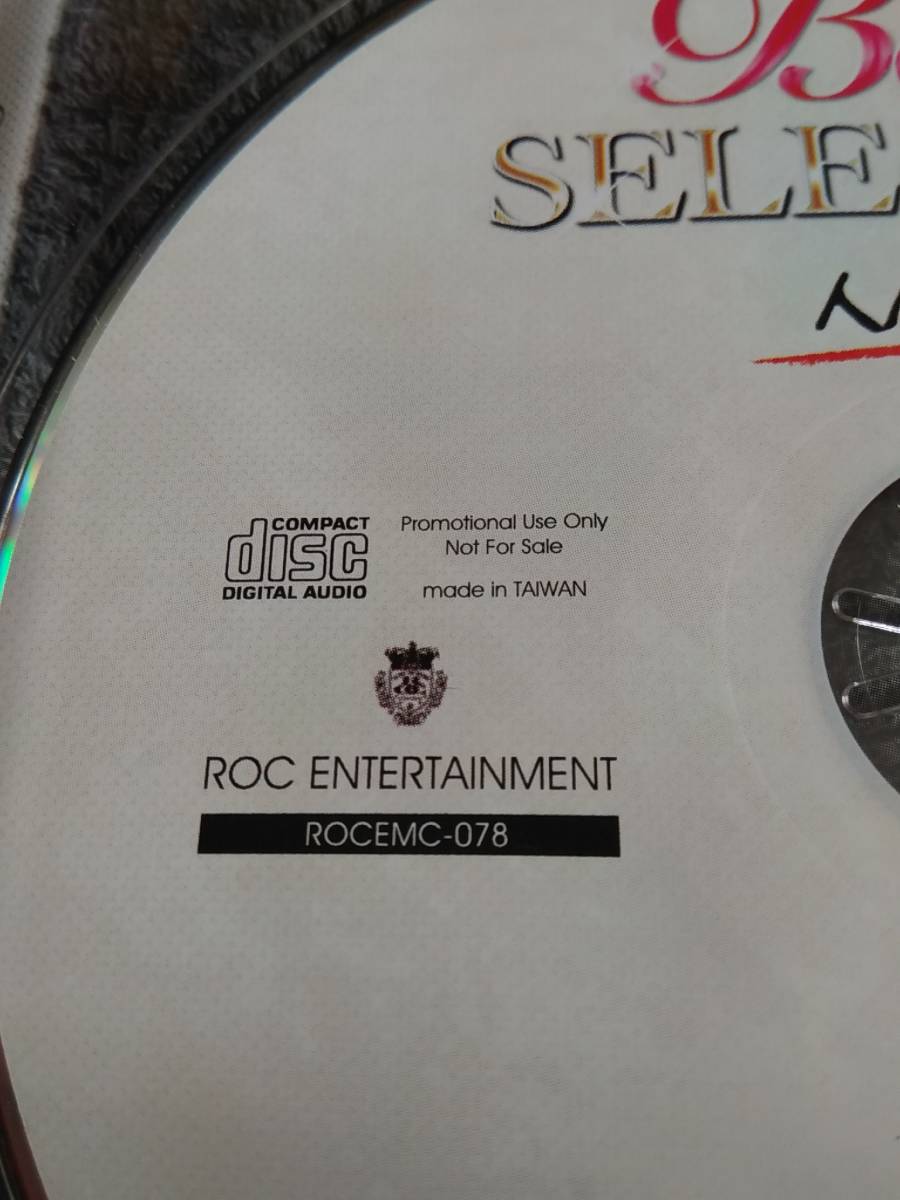 SELE
COMPACT
disc
DIGITAL AUDIO
Promotional Use Only
Not For Sale
made in TAIWAN
ROC ENTERTAINMENT
ROCEMC-078